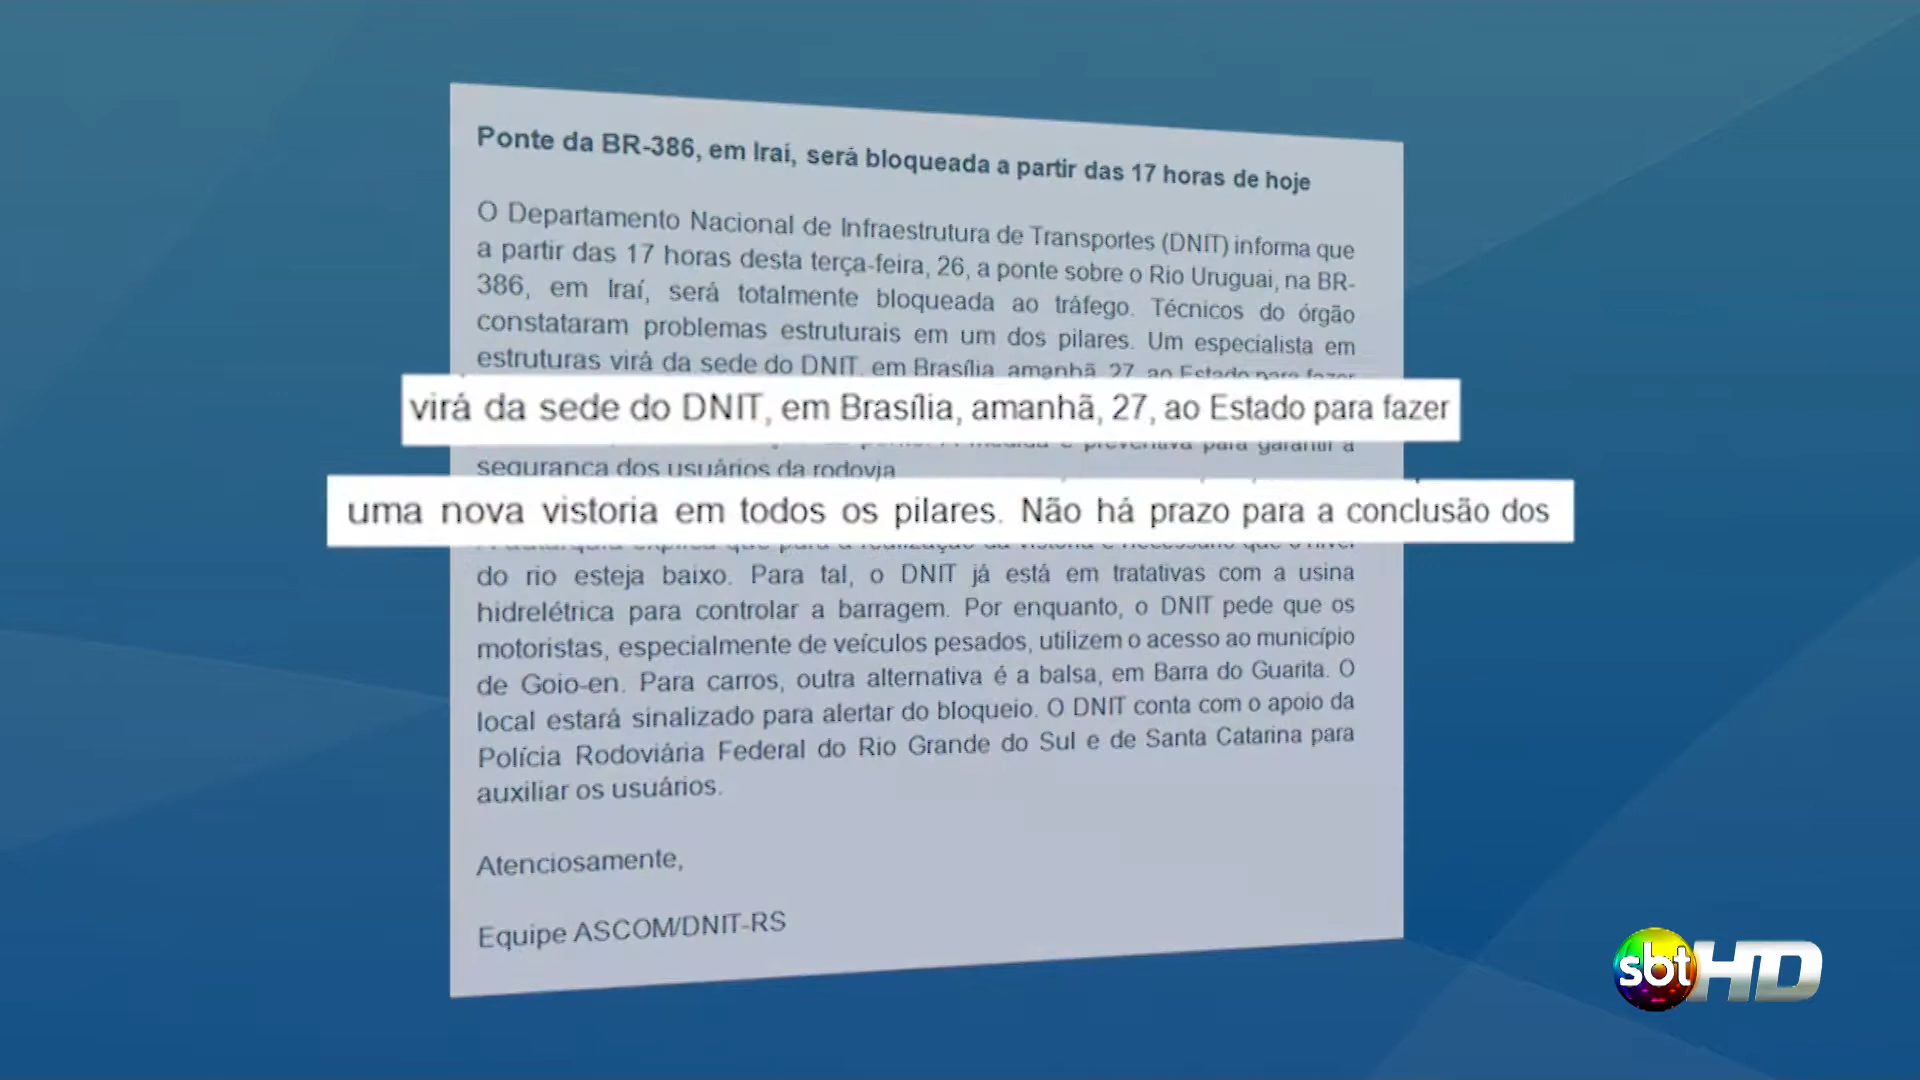 Ponte da BR-386, em Iraí, será bloqueada a partir das 17 horas de hoje
O Departamento Nacional de Infraestrutura de Transportes (DNIT) informa que
a partir das 17 horas desta terça-feira, 26, a ponte sobre o Rio Uruguai, na BR-
386, em Iraí, será totalmente bloqueada ao tráfego. Técnicos do órgão
constataram problemas estruturais em um dos pilares. Um especialista em
estruturas virá da sede do DNIT, em Brasília, amanhã, 27, ao Estado para fazer
virá da sede do DNIT, em Brasília, amanhã, 27, ao Estado para fazer
preventiva para garantir a
segurança dos usuários da rodovia
uma nova vistoria em todos os pilares. Não há prazo para a conclusão dos
do rio esteja baixo. Para tal, o DNIT já está em tratativas com a usina
hidrelétrica para controlar a barragem. Por enquanto, o DNIT pede que os
motoristas, especialmente de veículos pesados, utilizem o acesso ao município
de Goio-en. Para carros, outra alternativa é a balsa, em Barra do Guarita. O
local estará sinalizado para alertar do bloqueio. O DNIT conta com o apoio da
Polícia Rodoviária Federal do Rio Grande do Sul e de Santa Catarina para
auxiliar os usuários.
Atenciosamente,
Equipe ASCOM/DNIT-RS
sbt HD